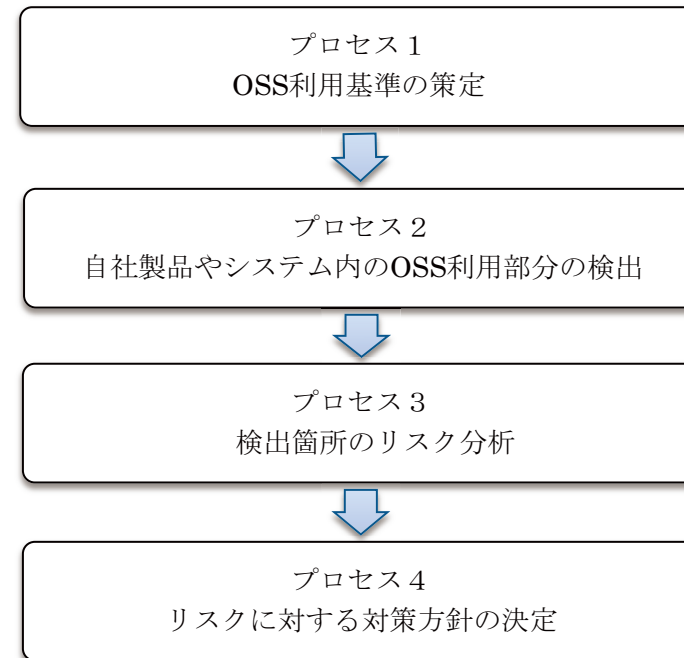 プロセス１
OSS利用基準の策定
プロセス２
自社製品やシステム内のOSS利用部分の検出
プロセス３
検出箇所のリスク分析
プロセス４
リスクに対する対策方針の決定